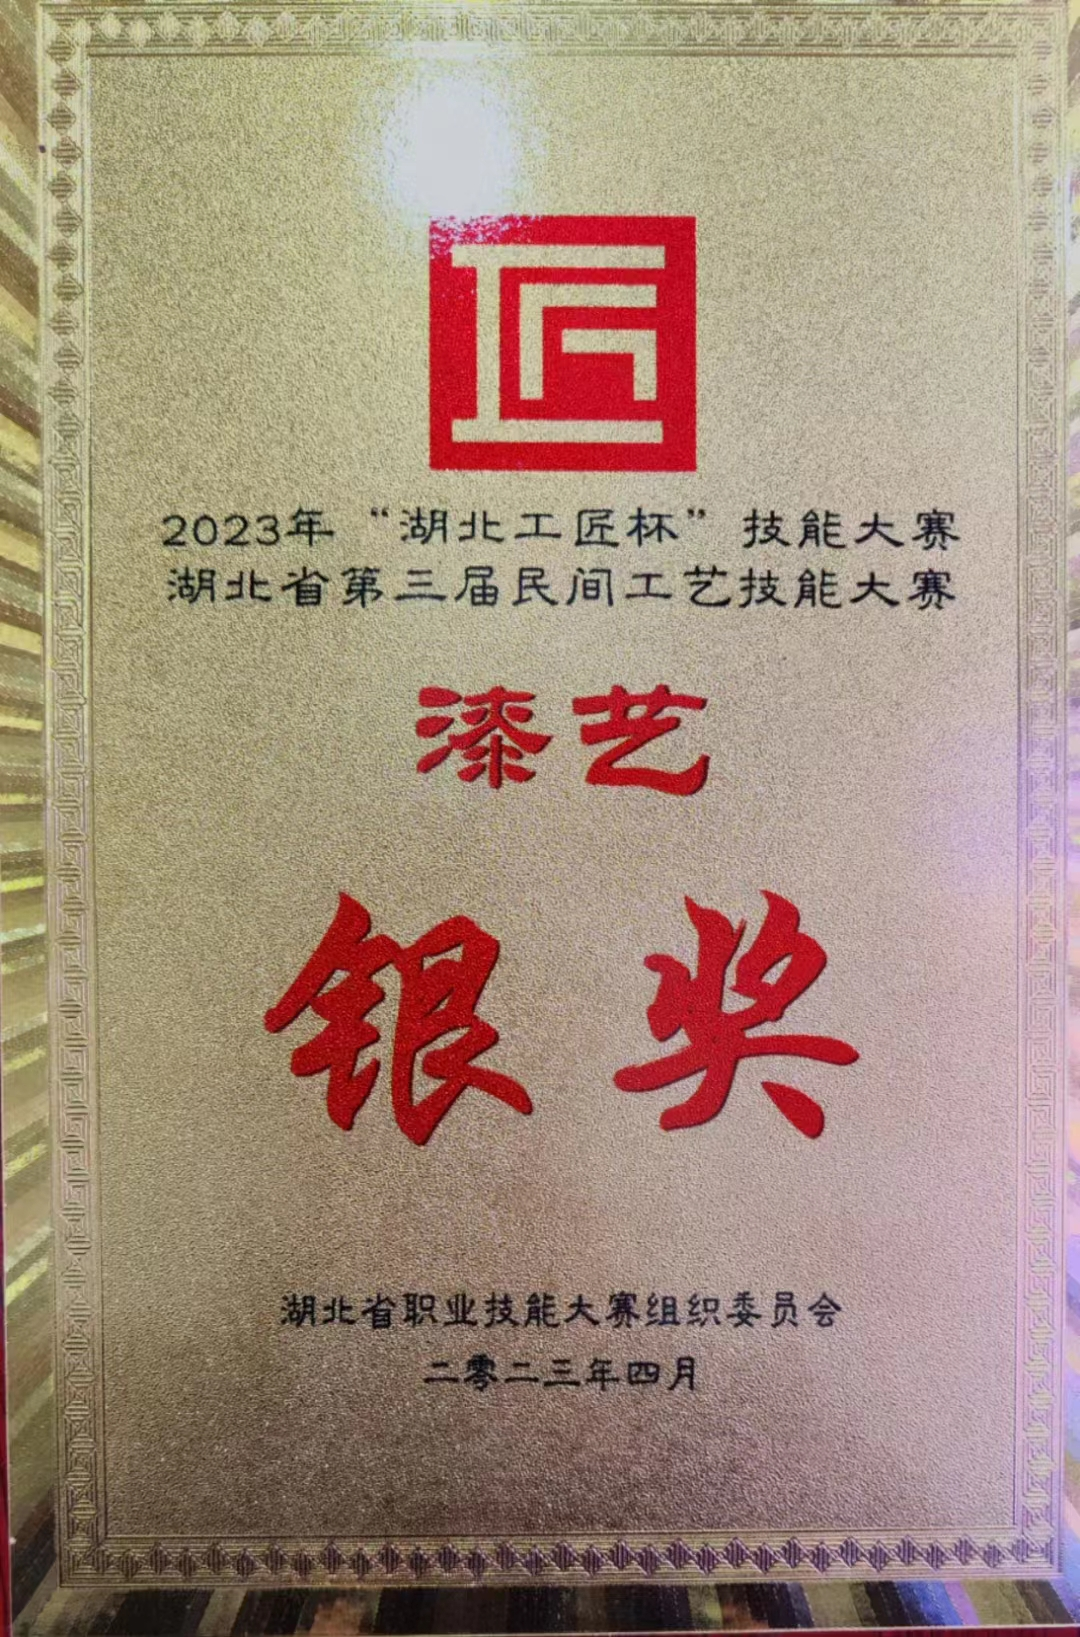 匠
2023年“湖北工匠杯”技能大赛
湖北省第三届民间工艺技能大赛
漆艺
银奖
湖北省职业技能大赛组织委员会
二零二三年四月